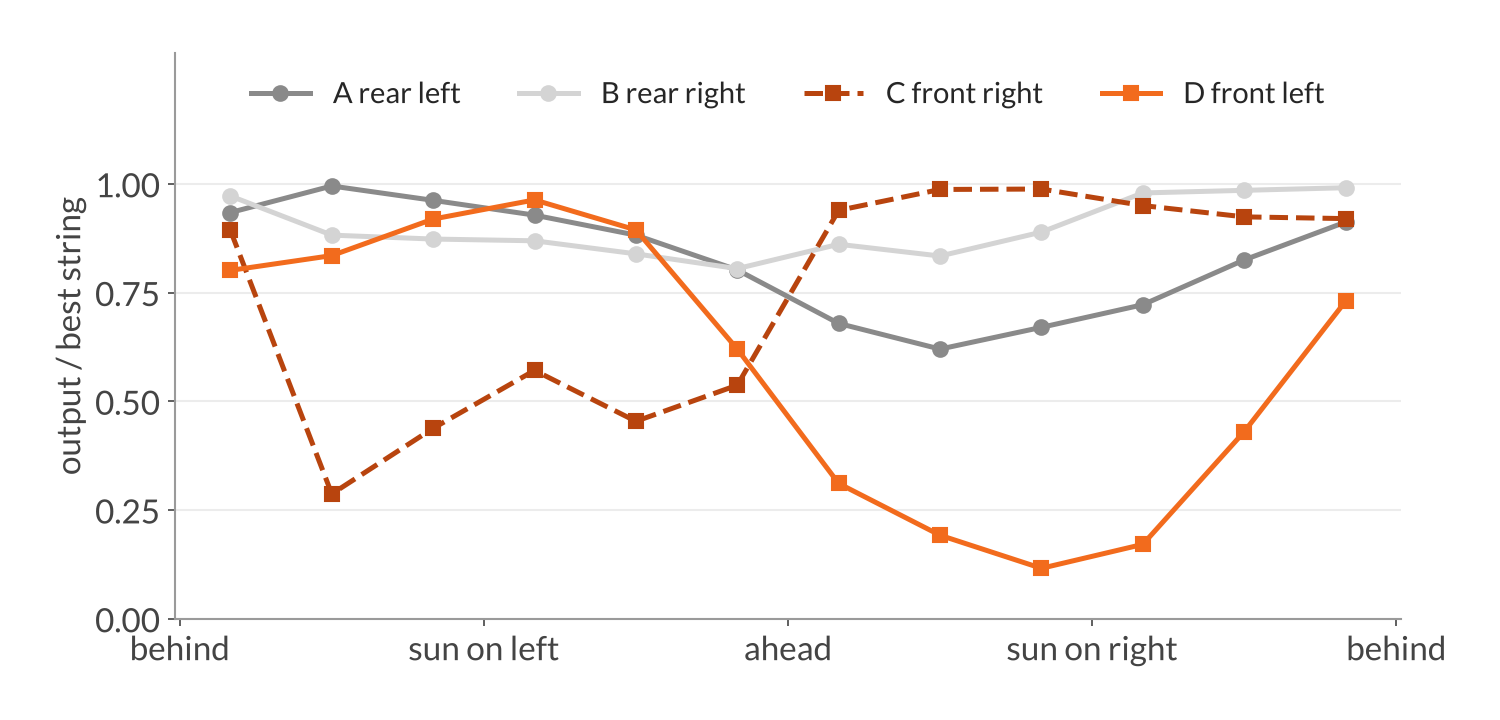 A rear left
B rear right
C front right
D front left
output / best string
1.00
0.75
0.50
0.25
0.00
behind
sun on left
ahead
sun on right
behind